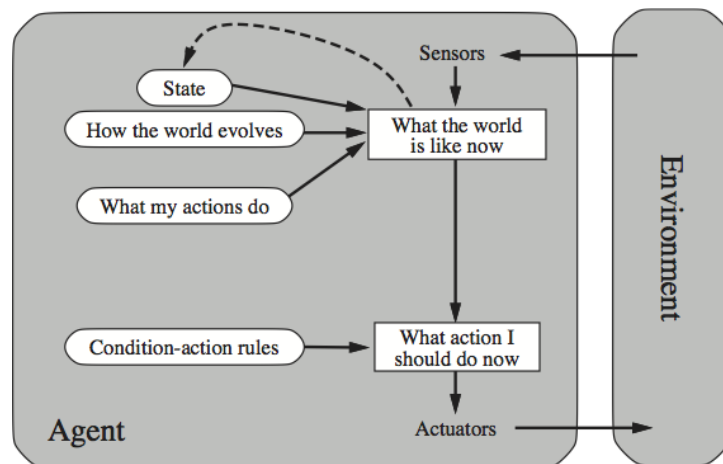 Sensors
State
How the world evolves
What the world
is like now
What my actions do
Condition-action rules
What action I
should do now
Agent
Actuators
Environment